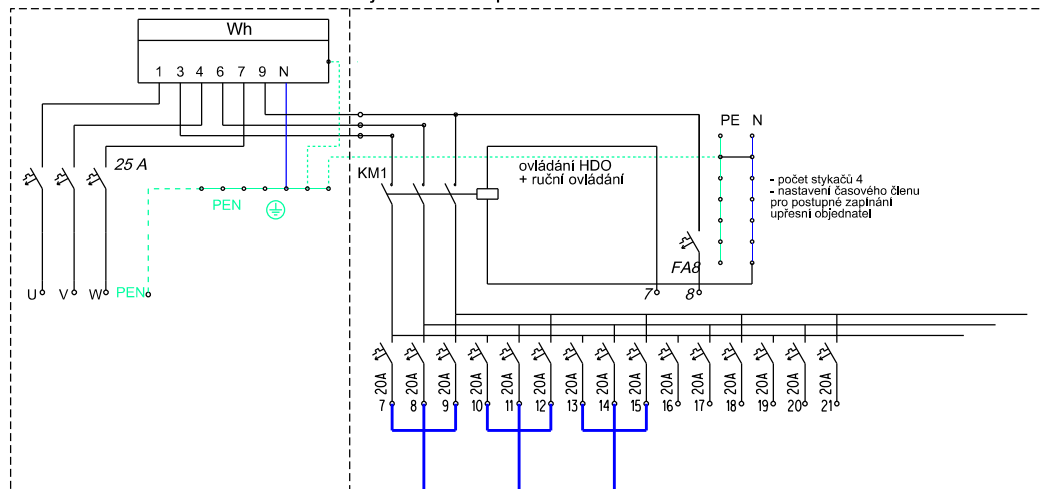 Wh
1 3 4 6 7 9 N
25 A
PEN
U V W PEN
KM1
ovládání HDO
+ ruční ovládání
PE N
- počet stykačů 4
- nastavení časového členu
pro postupné zapínání
upřesní objednatel
FA8
7 8
20A 20A 20A 20A 20A 20A 20A 20A 20A 20A 20A 20A 20A 20A 20A
7 8 9 10 11 12 13 14 15 16 17 18 19 20 21